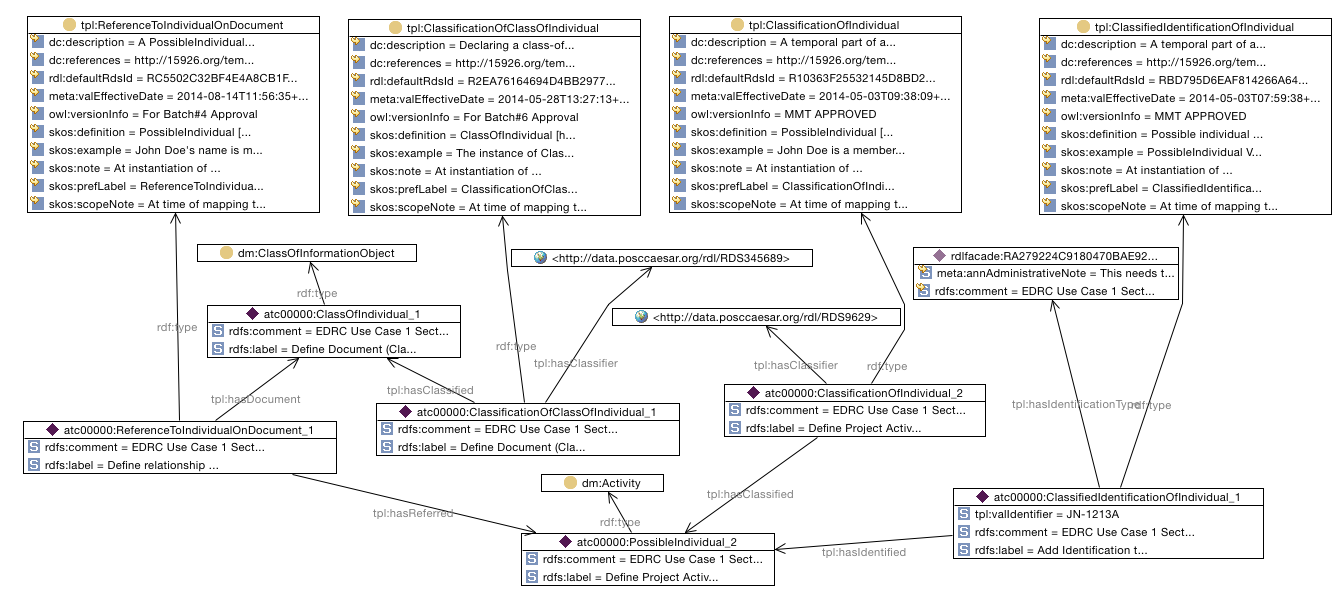 tpl:ReferenceToIndividualOnDocument
dc:description = A PossibleIndividual...
dc:references = http://15926.org/tem...
rdl:defaultRdsId = RC5502C32BF4E4A8CB1F...
meta:valEffectiveDate = 2014-08-14T11:56:35+...
owl:versionInfo = For Batch#4 Approval
skos:definition = PossibleIndividual [...
skos:example = John Doe's name is m...
skos:note = At instantiation of ...
skos:prefLabel = ReferenceToIndividua...
skos:scopeNote = At time of mapping t...
tpl:ClassificationOfClassOfIndividual
dc:description = Declaring a class-of...
dc:references = http://15926.org/tem...
rdl:defaultRdsId = R2EA76164694D4BB2977...
meta:valEffectiveDate = 2014-05-28T13:27:13+...
owl:versionInfo = For Batch#6 Approval
skos:definition = ClassOfIndividual [h...
skos:example = The instance of Clas...
skos:note = At instantiation of ...
skos:prefLabel = ClassificationOfClas...
skos:scopeNote = At time of mapping t...
tpl:ClassificationOfIndividual
dc:description = A temporal part of a...
dc:references = http://15926.org/tem...
rdl:defaultRdsId = R10363F25532145D8BD2...
meta:valEffectiveDate = 2014-05-03T09:38:09+...
owl:versionInfo = MMT APPROVED
skos:definition = PossibleIndividual [...
skos:example = John Doe is a member...
skos:note = At instantiation of ...
skos:prefLabel = ClassificationOfIndi...
skos:scopeNote = At time of mapping t...
tpl:ClassifiedIdentificationOfIndividual
dc:description = A temporal part of a...
dc:references = http://15926.org/tem...
rdl:defaultRdsId = RBD795D6EAF814266A64...
meta:valEffectiveDate = 2014-05-03T07:59:38+...
owl:versionInfo = MMT APPROVED
skos:definition = Possible individual ...
skos:example = PossibleIndividual V...
skos:note = At instantiation of ...
skos:prefLabel = ClassifiedIdentifica...
skos:scopeNote = At time of mapping t...
dm:ClassOfInformationObject
<http://data.posccaesar.org/rdl/RDS345689>
rdlfacade:RA279224C9180470BAE92...
meta:annAdministrativeNote = This needs t...
rdfs:comment = EDRC Use Case 1 Sect...
rdf:type
atc00000:ClassOfIndividual_1
rdfs:comment = EDRC Use Case 1 Sect...
rdfs:label = Define Document (Cla...
<http://data.posccaesar.org/rdl/RDS9629>
rdf:type
rdf:type
tpl:hasClassifier
tpl:hasClassifier
rdf:type
tpl:hasDocument
tpl:hasClassified
atc00000:ClassificationOfIndividual_2
rdfs:comment = EDRC Use Case 1 Sect...
rdfs:label = Define Project Activ...
tpl:hasIdentificationType
rdf:type
atc00000:ClassificationOfClassOfIndividual_1
rdfs:comment = EDRC Use Case 1 Sect...
rdfs:label = Define Document (Cla...
atc00000:ReferenceToIndividualOnDocument_1
rdfs:comment = EDRC Use Case 1 Sect...
rdfs:label = Define relationship ...
dm:Activity
tpl:hasClassified
atc00000:ClassifiedIdentificationOfIndividual_1
tpl:valIdentifier = JN-1213A
rdfs:comment = EDRC Use Case 1 Sect...
rdfs:label = Add Identification t...
tpl:hasReferred
rdf:type
atc00000:PossibleIndividual_2
rdfs:comment = EDRC Use Case 1 Sect...
rdfs:label = Define Project Activ...
tpl:hasIdentified